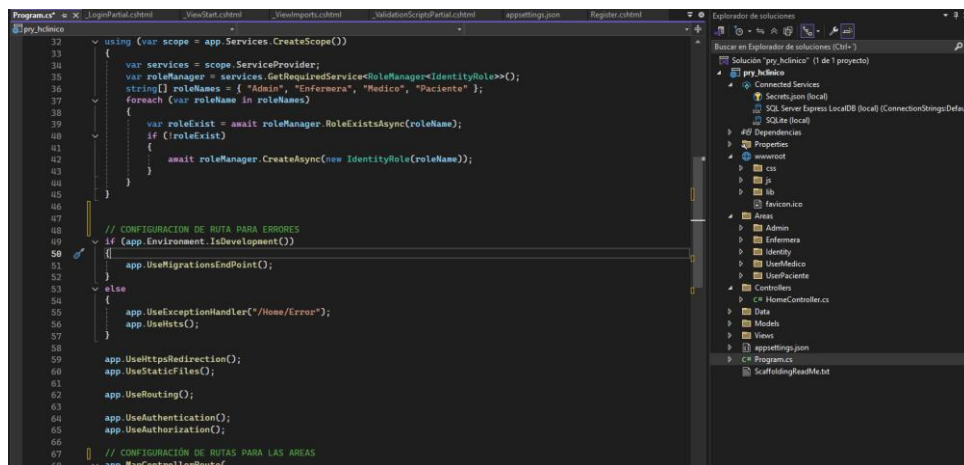 Program.cs*
_LoginPartial.cshtml
_ViewStart.cshtml
_ViewImports.cshtml
_ValidationScriptsPartial.cshtml
appsettings.json
Register.cshtml
pry_hclinico
32 using (var scope = app.Services.CreateScope())
33 {
34 var services = scope.ServiceProvider;
35 var roleManager = services.GetRequiredService<RoleManager<IdentityRole>>();
36 string[] roleNames = { "Admin", "Enfermera", "Medico", "Paciente" };
37 foreach (var roleName in roleNames)
38 {
39 var roleExist = await roleManager.RoleExistsAsync(roleName);
40 if (!roleExist)
41 {
42 await roleManager.CreateAsync(new IdentityRole(roleName));
43 }
44 }
45 }
46
47
48 // CONFIGURACION DE RUTA PARA ERRORES
49 if (app.Environment.IsDevelopment())
50 {
51 app.UseMigrationsEndPoint();
52 }
53 else
54 {
55 app.UseExceptionHandler("/Home/Error");
56 app.UseHsts();
57 }
58
59 app.UseHttpsRedirection();
60 app.UseStaticFiles();
61
62 app.UseRouting();
63
64 app.UseAuthentication();
65 app.UseAuthorization();
66
67 // CONFIGURACIÓN DE RUTAS PARA LAS AREAS
68 app.MapControllerRoute(
Explorador de soluciones
Buscar en Explorador de soluciones (Ctrl+´)
Solución "pry_hclinico" (1 de 1 proyecto)
pry_hclinico
Connected Services
Secrets.json (local)
SQL Server Express LocalDB (local) (ConnectionStrings:Defau
SQLite (local)
Dependencias
Properties
wwwroot
css
js
lib
favicon.ico
Areas
Admin
Enfermera
Identity
UserMedico
UserPaciente
Controllers
C# HomeController.cs
Data
Models
Views
appsettings.json
C# Program.cs
ScaffoldingReadMe.txt